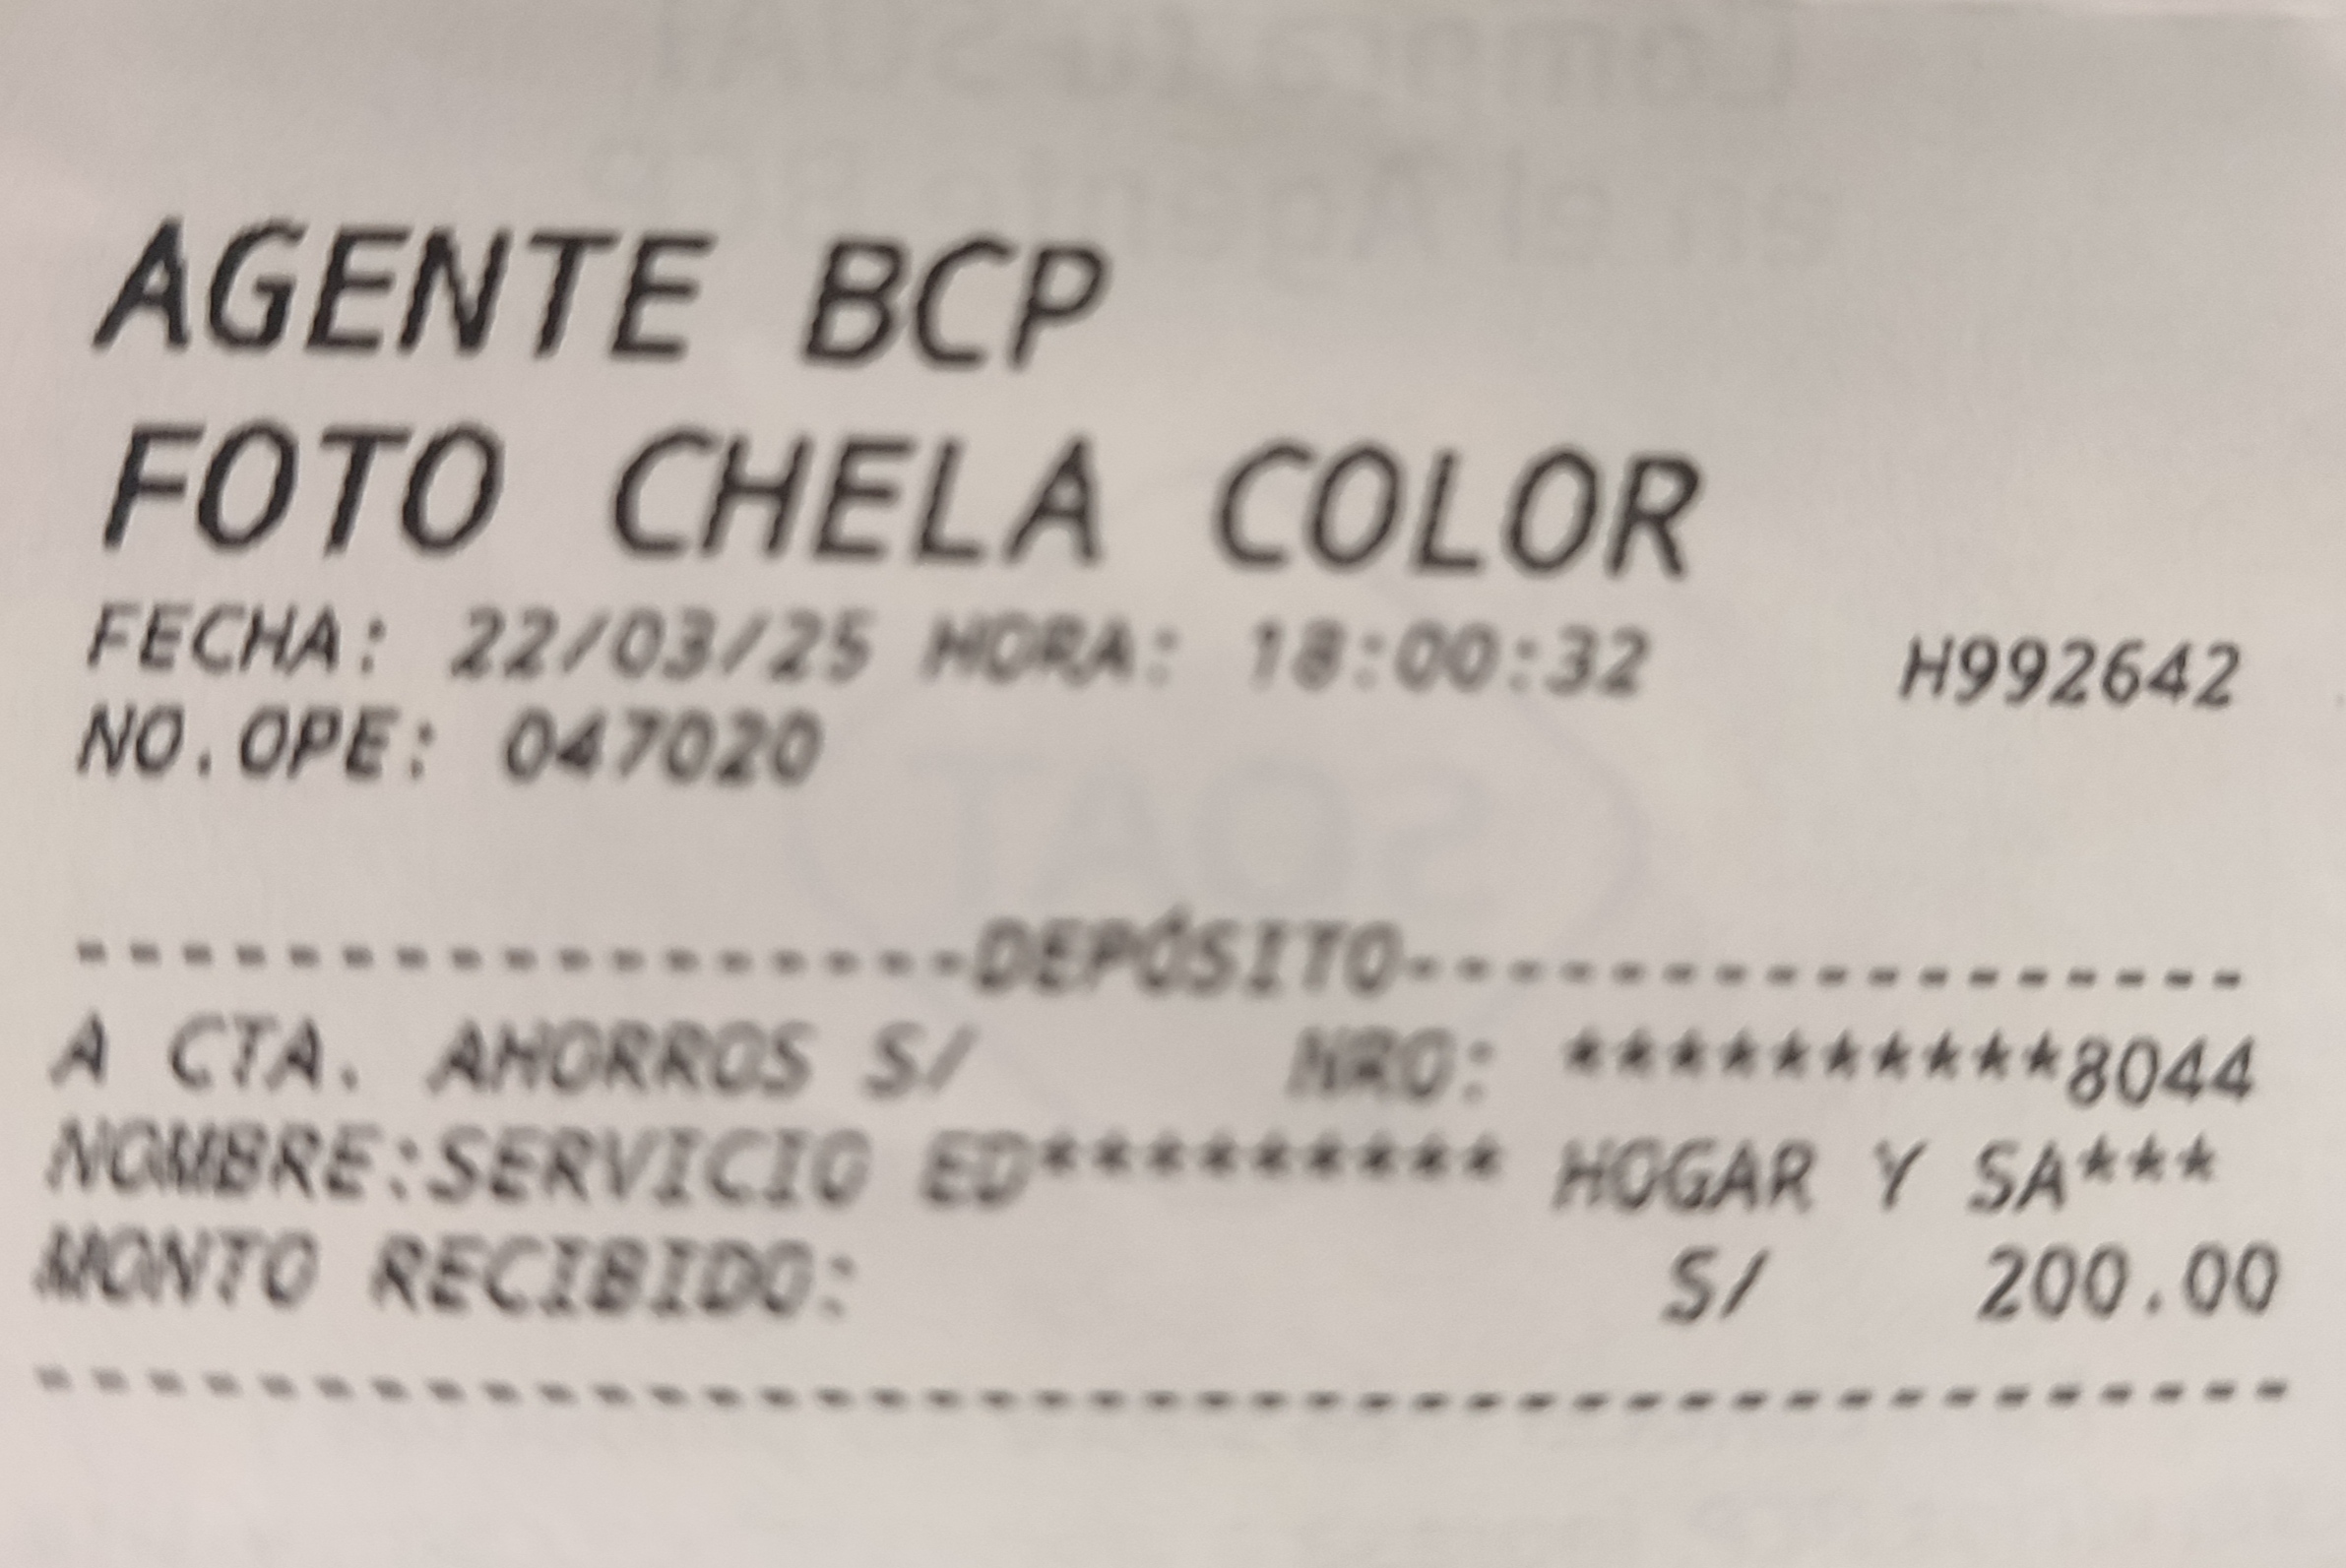 AGENTE BCP
FOTO CHELA COLOR
FECHA: 22/03/25 HORA: 18:00:32 H992642
NO.OPE: 047020
------------------DEPÓSITO------------------
A CTA. AHORROS S/ NRO: **********8044
NOMBRE:SERVICIO ED********* HOGAR Y SA***
MONTO RECIBIDO: S/ 200.00